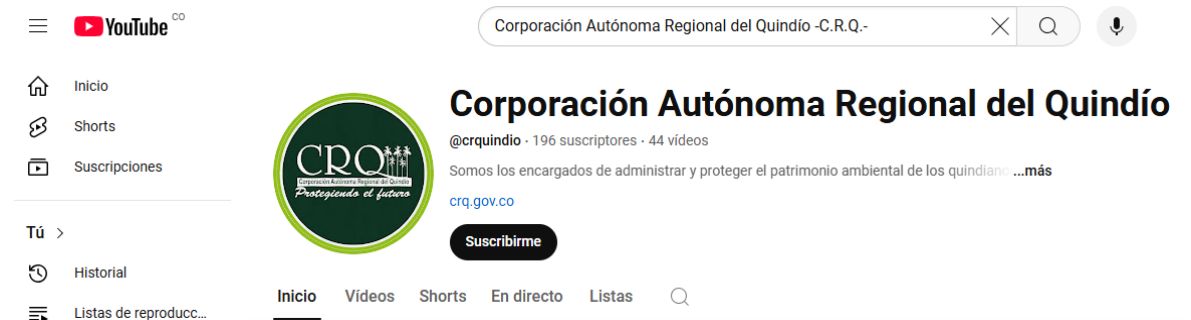 YouTube CO
Corporación Autónoma Regional del Quindío -C.R.Q.-
Inicio
Shorts
Suscripciones
Tú
Historial
Listas de reproducc...
CRQ
Corporación Autónoma Regional del Quindío
Protegiendo el futuro
Corporación Autónoma Regional del Quindío
@crquindio · 196 suscriptores · 44 vídeos
Somos los encargados de administrar y proteger el patrimonio ambiental de los quindiano ...más
crq.gov.co
Suscribirme
Inicio Vídeos Shorts En directo Listas